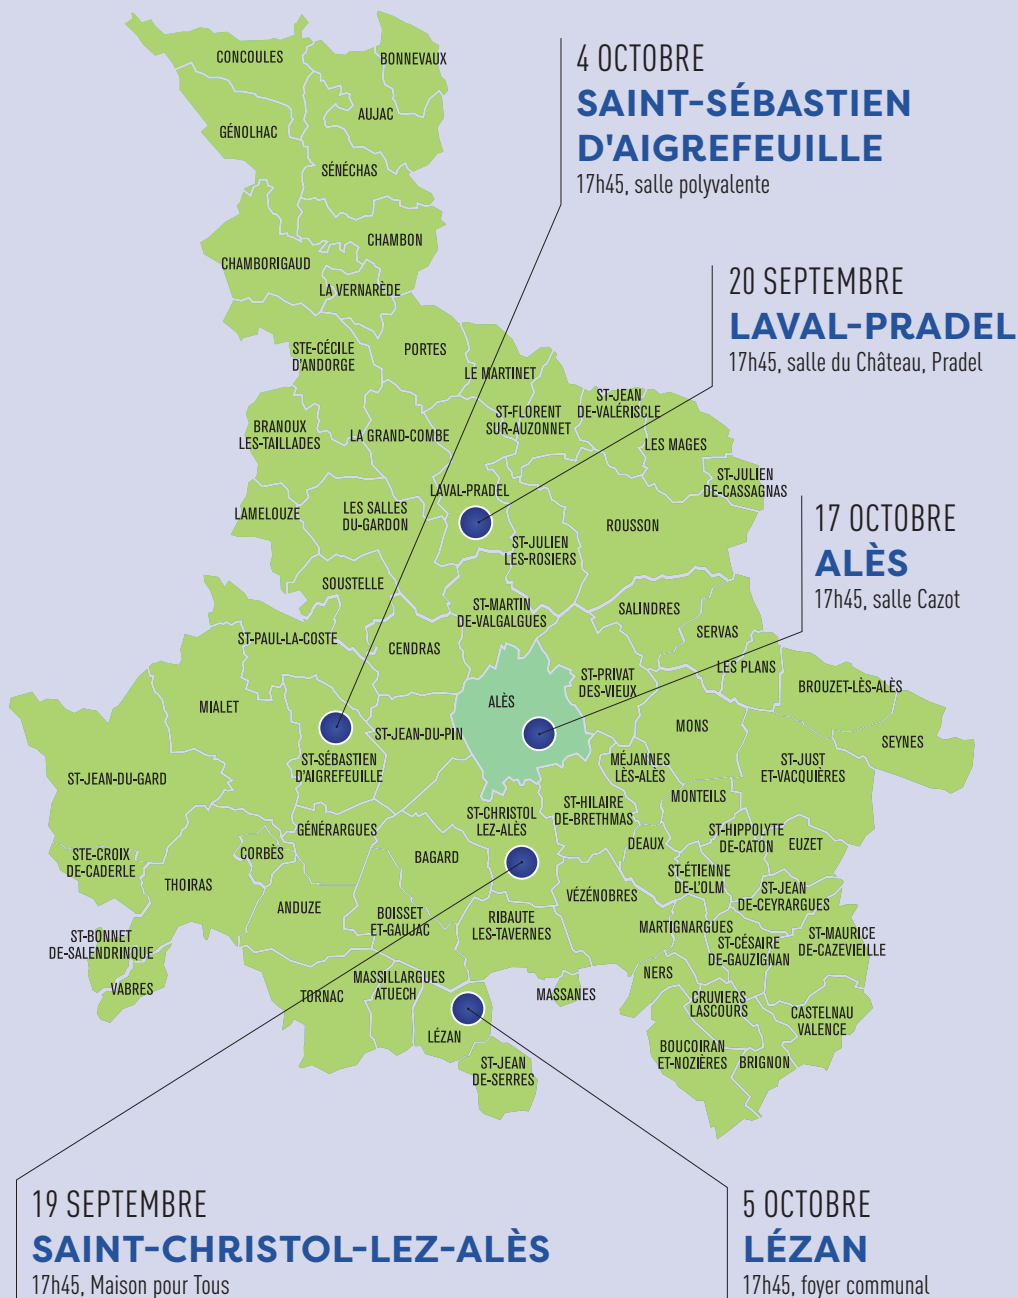 4 OCTOBRE
SAINT-SÉBASTIEN
D'AIGREFEUILLE
17h45, salle polyvalente
20 SEPTEMBRE
LAVAL-PRADEL
17h45, salle du Château, Pradel
17 OCTOBRE
ALÈS
17h45, salle Cazot
CONCOULES
BONNEVAUX
AUJAC
GÉNOLHAC
SÉNÉCHAS
CHAMBON
CHAMBORIGAUD
LA VERNARÈDE
STE-CÉCILE
D'ANDORGE
PORTES
LE MARTINET
ST-FLORENT
SUR-AUZONNET
ST-JEAN
DE-VALÉRISCLE
BRANOUX
LES-TAILLADES
LA GRAND-COMBE
LES MAGES
ST-JULIEN
DE-CASSAGNAS
LAVAL-PRADEL
LAMELOUZE
LES SALLES
DU-GARDON
ROUSSON
ST-JULIEN
LES-ROSIERS
SOUSTELLE
ST-MARTIN
DE-VALGALGUES
SALINDRES
SERVAS
ST-PAUL-LA-COSTE
CENDRAS
LES PLANS
ST-PRIVAT
DES-VIEUX
BROUZET-LÈS-ALÈS
MIALET
ALÈS
MONS
SEYNES
ST-JEAN-DU-PIN
ST-SÉBASTIEN
D'AIGREFEUILLE
ST-JEAN-DU-GARD
MÉJANNES
LÈS-ALÈS
ST-JUST
ET-VACQUIÈRES
MONTEILS
ST-HILAIRE
DE-BRETHMAS
ST-CHRISTOL
LEZ-ALÈS
GÉNÉRARGUES
ST-HIPPOLYTE
DE-CATON
EUZET
DEAUX
STE-CROIX
DE-CADERLE
CORBÈS
BAGARD
THOIRAS
ST-ÉTIENNE
DE-L'OLM
ST-JEAN
DE-CEYRARGUES
VÉZÉNOBRES
ANDUZE
BOISSET
ET-GAUJAC
RIBAUTE
LES-TAVERNES
MARTIGNARGUES
ST-MAURICE
DE-CAZEVIEILLE
ST-BONNET
DE-SALENDRINQUE
ST-CÉSAIRE
DE-GAUZIGNAN
VABRES
TORNAC
MASSILLARGUES
ATUECH
MASSANES
NERS
CRUVIERS
LASCOURS
CASTELNAU
VALENCE
LÉZAN
BOUCOIRAN
ET-NOZIÈRES
BRIGNON
ST-JEAN
DE-SERRES
19 SEPTEMBRE
SAINT-CHRISTOL-LEZ-ALÈS
17h45, Maison pour Tous
5 OCTOBRE
LÉZAN
17h45, foyer communal